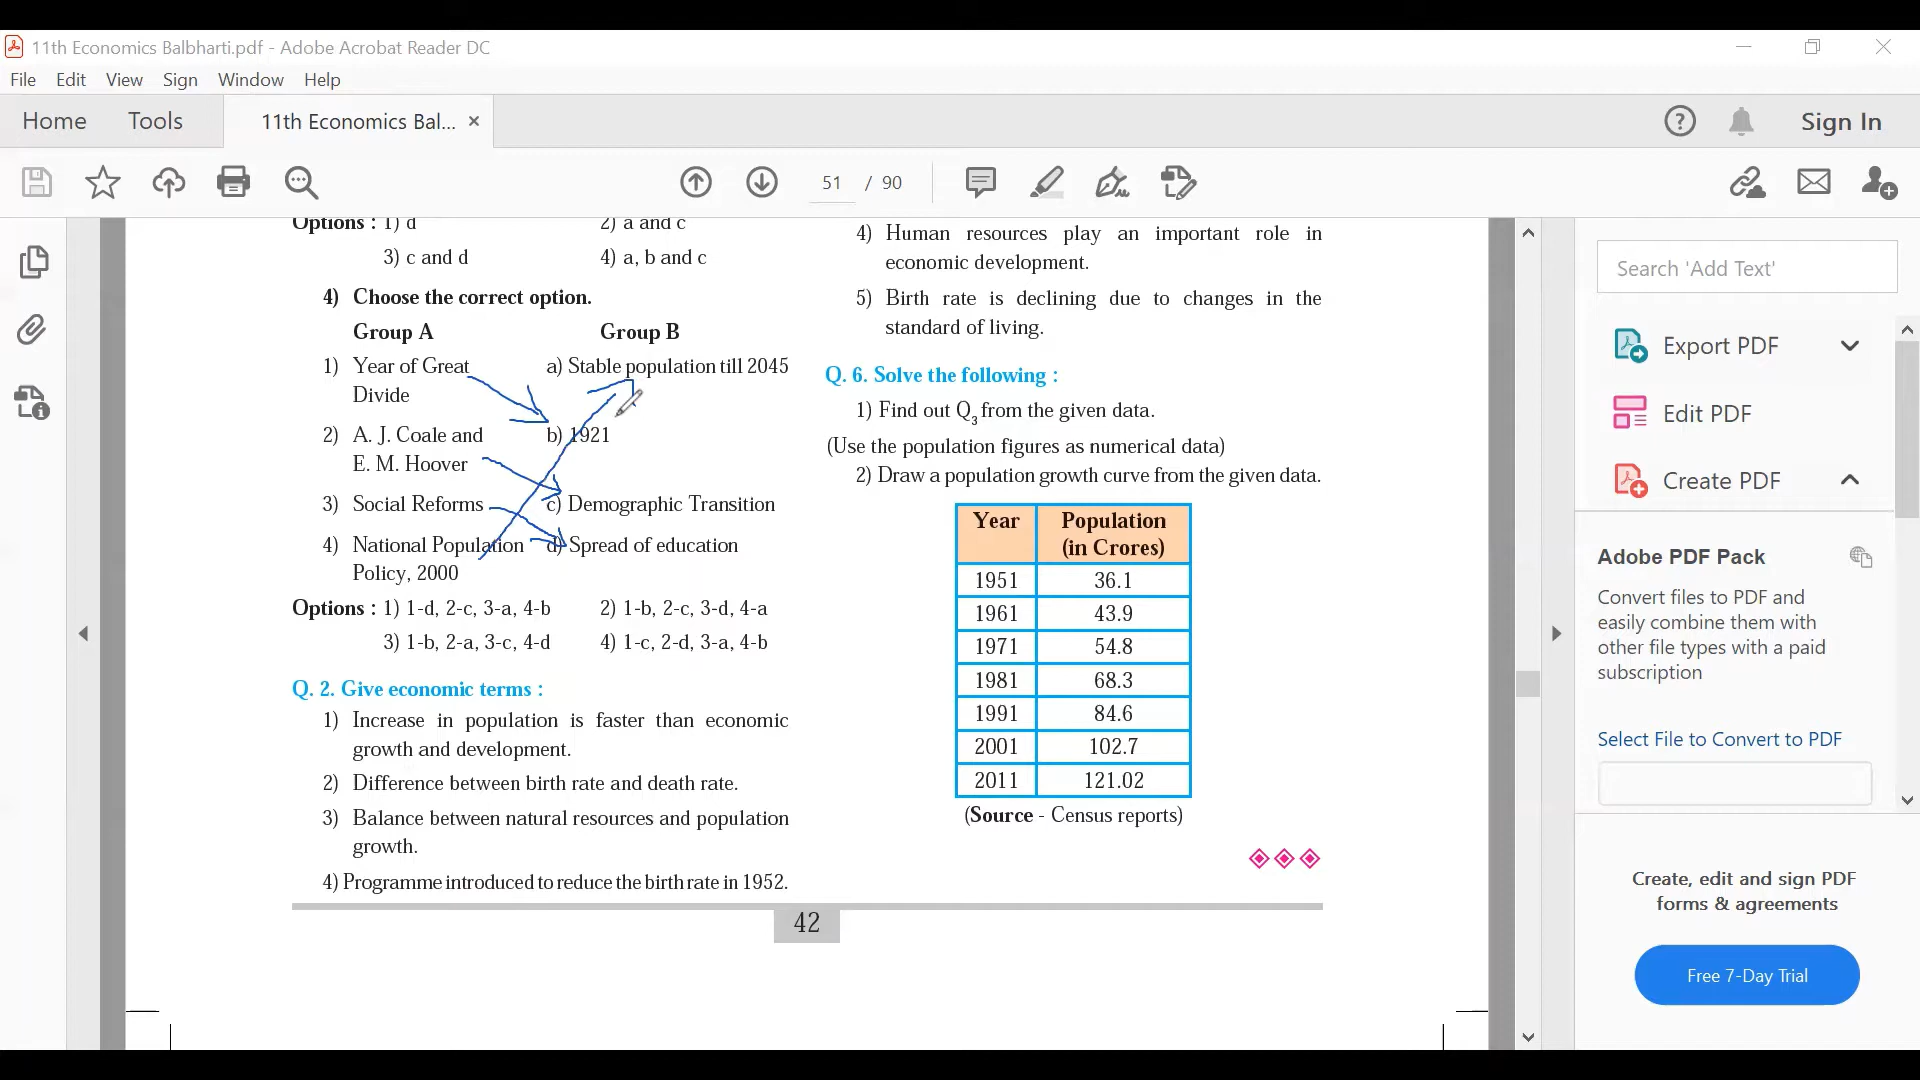 11th Economics Balbharti.pdf - Adobe Acrobat Reader DC
File Edit View Sign Window Help
Home Tools 11th Economics Bal... × Sign In
51 / 90
Options : 1) d 2) a and c
3) c and d 4) a, b and c
4) Choose the correct option.
Group A Group B
1) Year of Great a) Stable population till 2045
Divide
2) A. J. Coale and b) 1921
E. M. Hoover
3) Social Reforms c) Demographic Transition
4) National Population d) Spread of education
Policy, 2000
Options : 1) 1-d, 2-c, 3-a, 4-b 2) 1-b, 2-c, 3-d, 4-a
3) 1-b, 2-a, 3-c, 4-d 4) 1-c, 2-d, 3-a, 4-b
Q. 2. Give economic terms :
1) Increase in population is faster than economic
growth and development.
2) Difference between birth rate and death rate.
3) Balance between natural resources and population
growth.
4) Programme introduced to reduce the birth rate in 1952.
4) Human resources play an important role in
economic development.
5) Birth rate is declining due to changes in the
standard of living.
Q. 6. Solve the following :
1) Find out Q3 from the given data.
(Use the population figures as numerical data)
2) Draw a population growth curve from the given data.
Year Population
(in Crores)
1951 36.1
1961 43.9
1971 54.8
1981 68.3
1991 84.6
2001 102.7
2011 121.02
(Source - Census reports)
42
Search 'Add Text'
Export PDF
Edit PDF
Create PDF
Adobe PDF Pack
Convert files to PDF and
easily combine them with
other file types with a paid
subscription
Select File to Convert to PDF
Create, edit and sign PDF
forms & agreements
Free 7-Day Trial